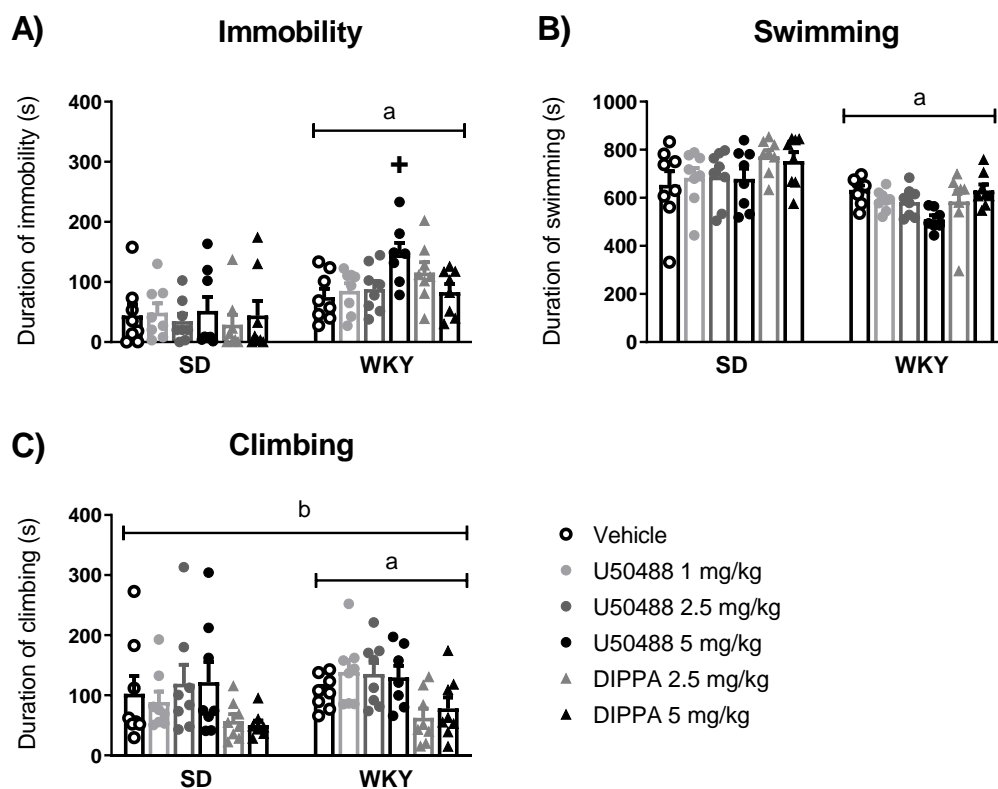 A)
Immobility
Duration of immobility (s)
400
300
200
100
0
a
+
SD
WKY
B)
Swimming
Duration of swimming (s)
1000
800
600
400
200
0
a
SD
WKY
C)
Climbing
Duration of climbing (s)
400
300
200
100
0
b
a
SD
WKY
Vehicle
U50488 1 mg/kg
U50488 2.5 mg/kg
U50488 5 mg/kg
DIPPA 2.5 mg/kg
DIPPA 5 mg/kg